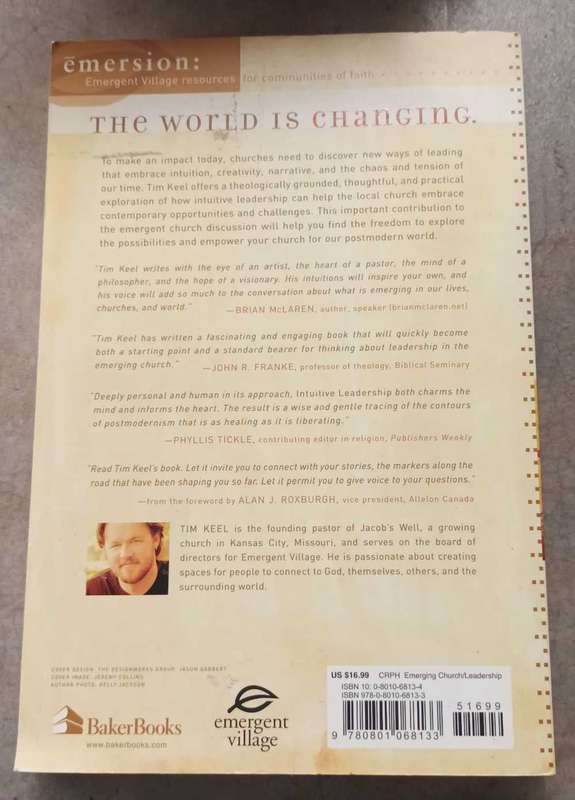 ēmersion:
Emergent Village resources for communities of faith
THE WORLD IS CHANGING.
To make an impact today, churches need to discover new ways of leading
that embrace intuition, creativity, narrative, and the chaos and tension of
our time. Tim Keel offers a theologically grounded, thoughtful, and practical
exploration of how intuitive leadership can help the local church embrace
contemporary opportunities and challenges. This important contribution to
the emergent church discussion will help you find the freedom to explore
the possibilities and empower your church for our postmodern world.
"Tim Keel writes with the eye of an artist, the heart of a pastor, the mind of a
philosopher, and the hope of a visionary. His intuitions will inspire your own, and
his voice will add so much to the conversation about what is emerging in our lives,
churches, and world."
—BRIAN McLAREN, author, speaker (brianmclaren.net)
"Tim Keel has written a fascinating and engaging book that will quickly become
both a starting point and a standard bearer for thinking about leadership in the
emerging church."
—JOHN R. FRANKE, professor of theology, Biblical Seminary
"Deeply personal and human in its approach, Intuitive Leadership both charms the
mind and informs the heart. The result is a wise and gentle tracing of the contours
of postmodernism that is as healing as it is liberating."
—PHYLLIS TICKLE, contributing editor in religion, Publishers Weekly
"Read Tim Keel's book. Let it invite you to connect with your stories, the markers along the
road that have been shaping you so far. Let it permit you to give voice to your questions."
—from the foreword by ALAN J. ROXBURGH, vice president, Allelon Canada
TIM KEEL is the founding pastor of Jacob's Well, a growing
church in Kansas City, Missouri, and serves on the board of
directors for Emergent Village. He is passionate about creating
spaces for people to connect to God, themselves, others, and the
surrounding world.
COVER DESIGN: THE DESIGNWORKS GROUP, JASON GABBERT
COVER IMAGE: JEREMY COLLINS
AUTHOR PHOTO: KELLY JACKSON
BakerBooks
www.bakerbooks.com
emergent
village
US $16.99 CRPH Emerging Church/Leadership
ISBN 10: 0-8010-6813-4
ISBN 978-0-8010-6813-3
51699
9 780801 068133